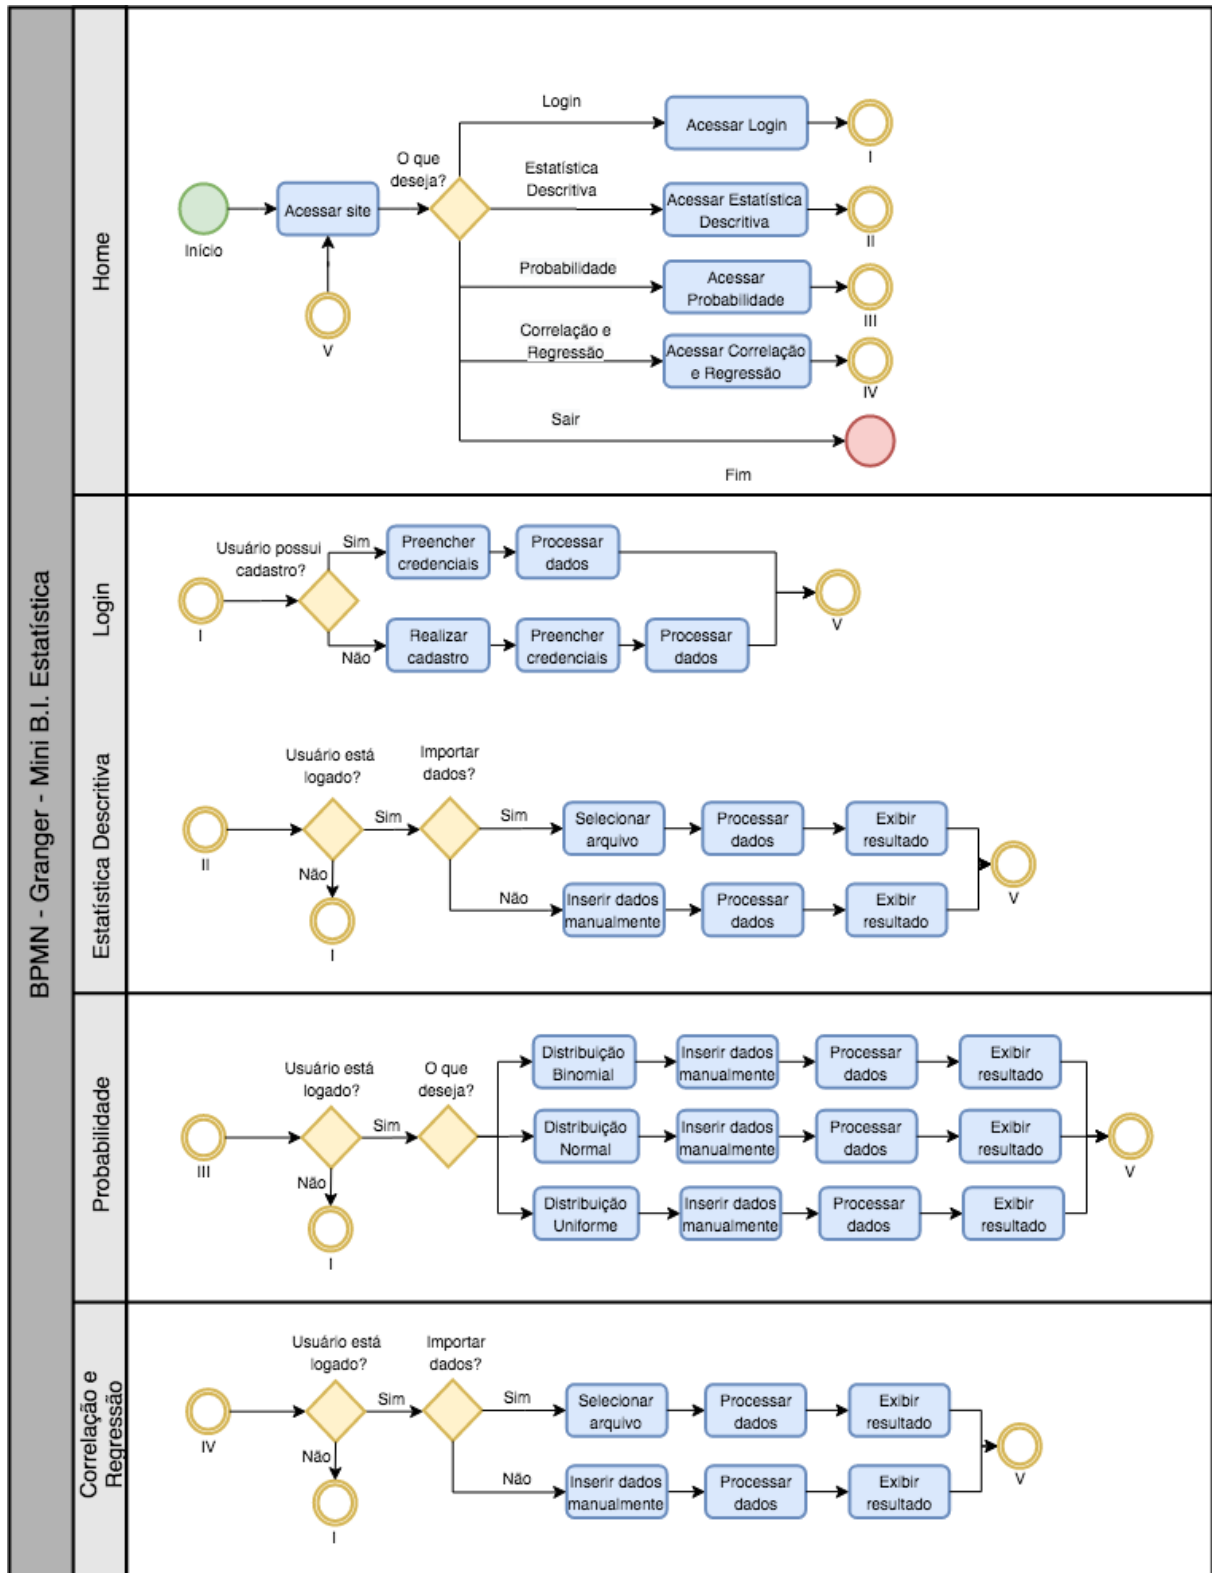 BPMN - Granger - Mini B.I. Estatística
Home
Login
Acessar Login
I
O que
deseja?
Estatística
Descritiva
Acessar site
Acessar Estatística
Descritiva
Início
II
Probabilidade
Acessar
Probabilidade
III
V
Correlação e
Regressão
Acessar Correlação
e Regressão
IV
Sair
Fim
Login
Usuário possui
cadastro?
Sim
Preencher
credenciais
Processar
dados
I
V
Não
Realizar
cadastro
Preencher
credenciais
Processar
dados
Estatística Descritiva
Usuário está
logado?
Importar
dados?
Sim
Sim
Selecionar
arquivo
Processar
dados
Exibir
resultado
II
Não
V
Não
Inserir dados
manualmente
Processar
dados
Exibir
resultado
I
Probabilidade
Usuário está
logado?
O que
deseja?
Distribuição
Binomial
Inserir dados
manualmente
Processar
dados
Exibir
resultado
Sim
Distribuição
Normal
Inserir dados
manualmente
Processar
dados
Exibir
resultado
III
V
Não
Distribuição
Uniforme
Inserir dados
manualmente
Processar
dados
Exibir
resultado
I
Correlação e
Regressão
Usuário está
logado?
Importar
dados?
Sim
Sim
Selecionar
arquivo
Processar
dados
Exibir
resultado
IV
Não
V
Não
Inserir dados
manualmente
Processar
dados
Exibir
resultado
I